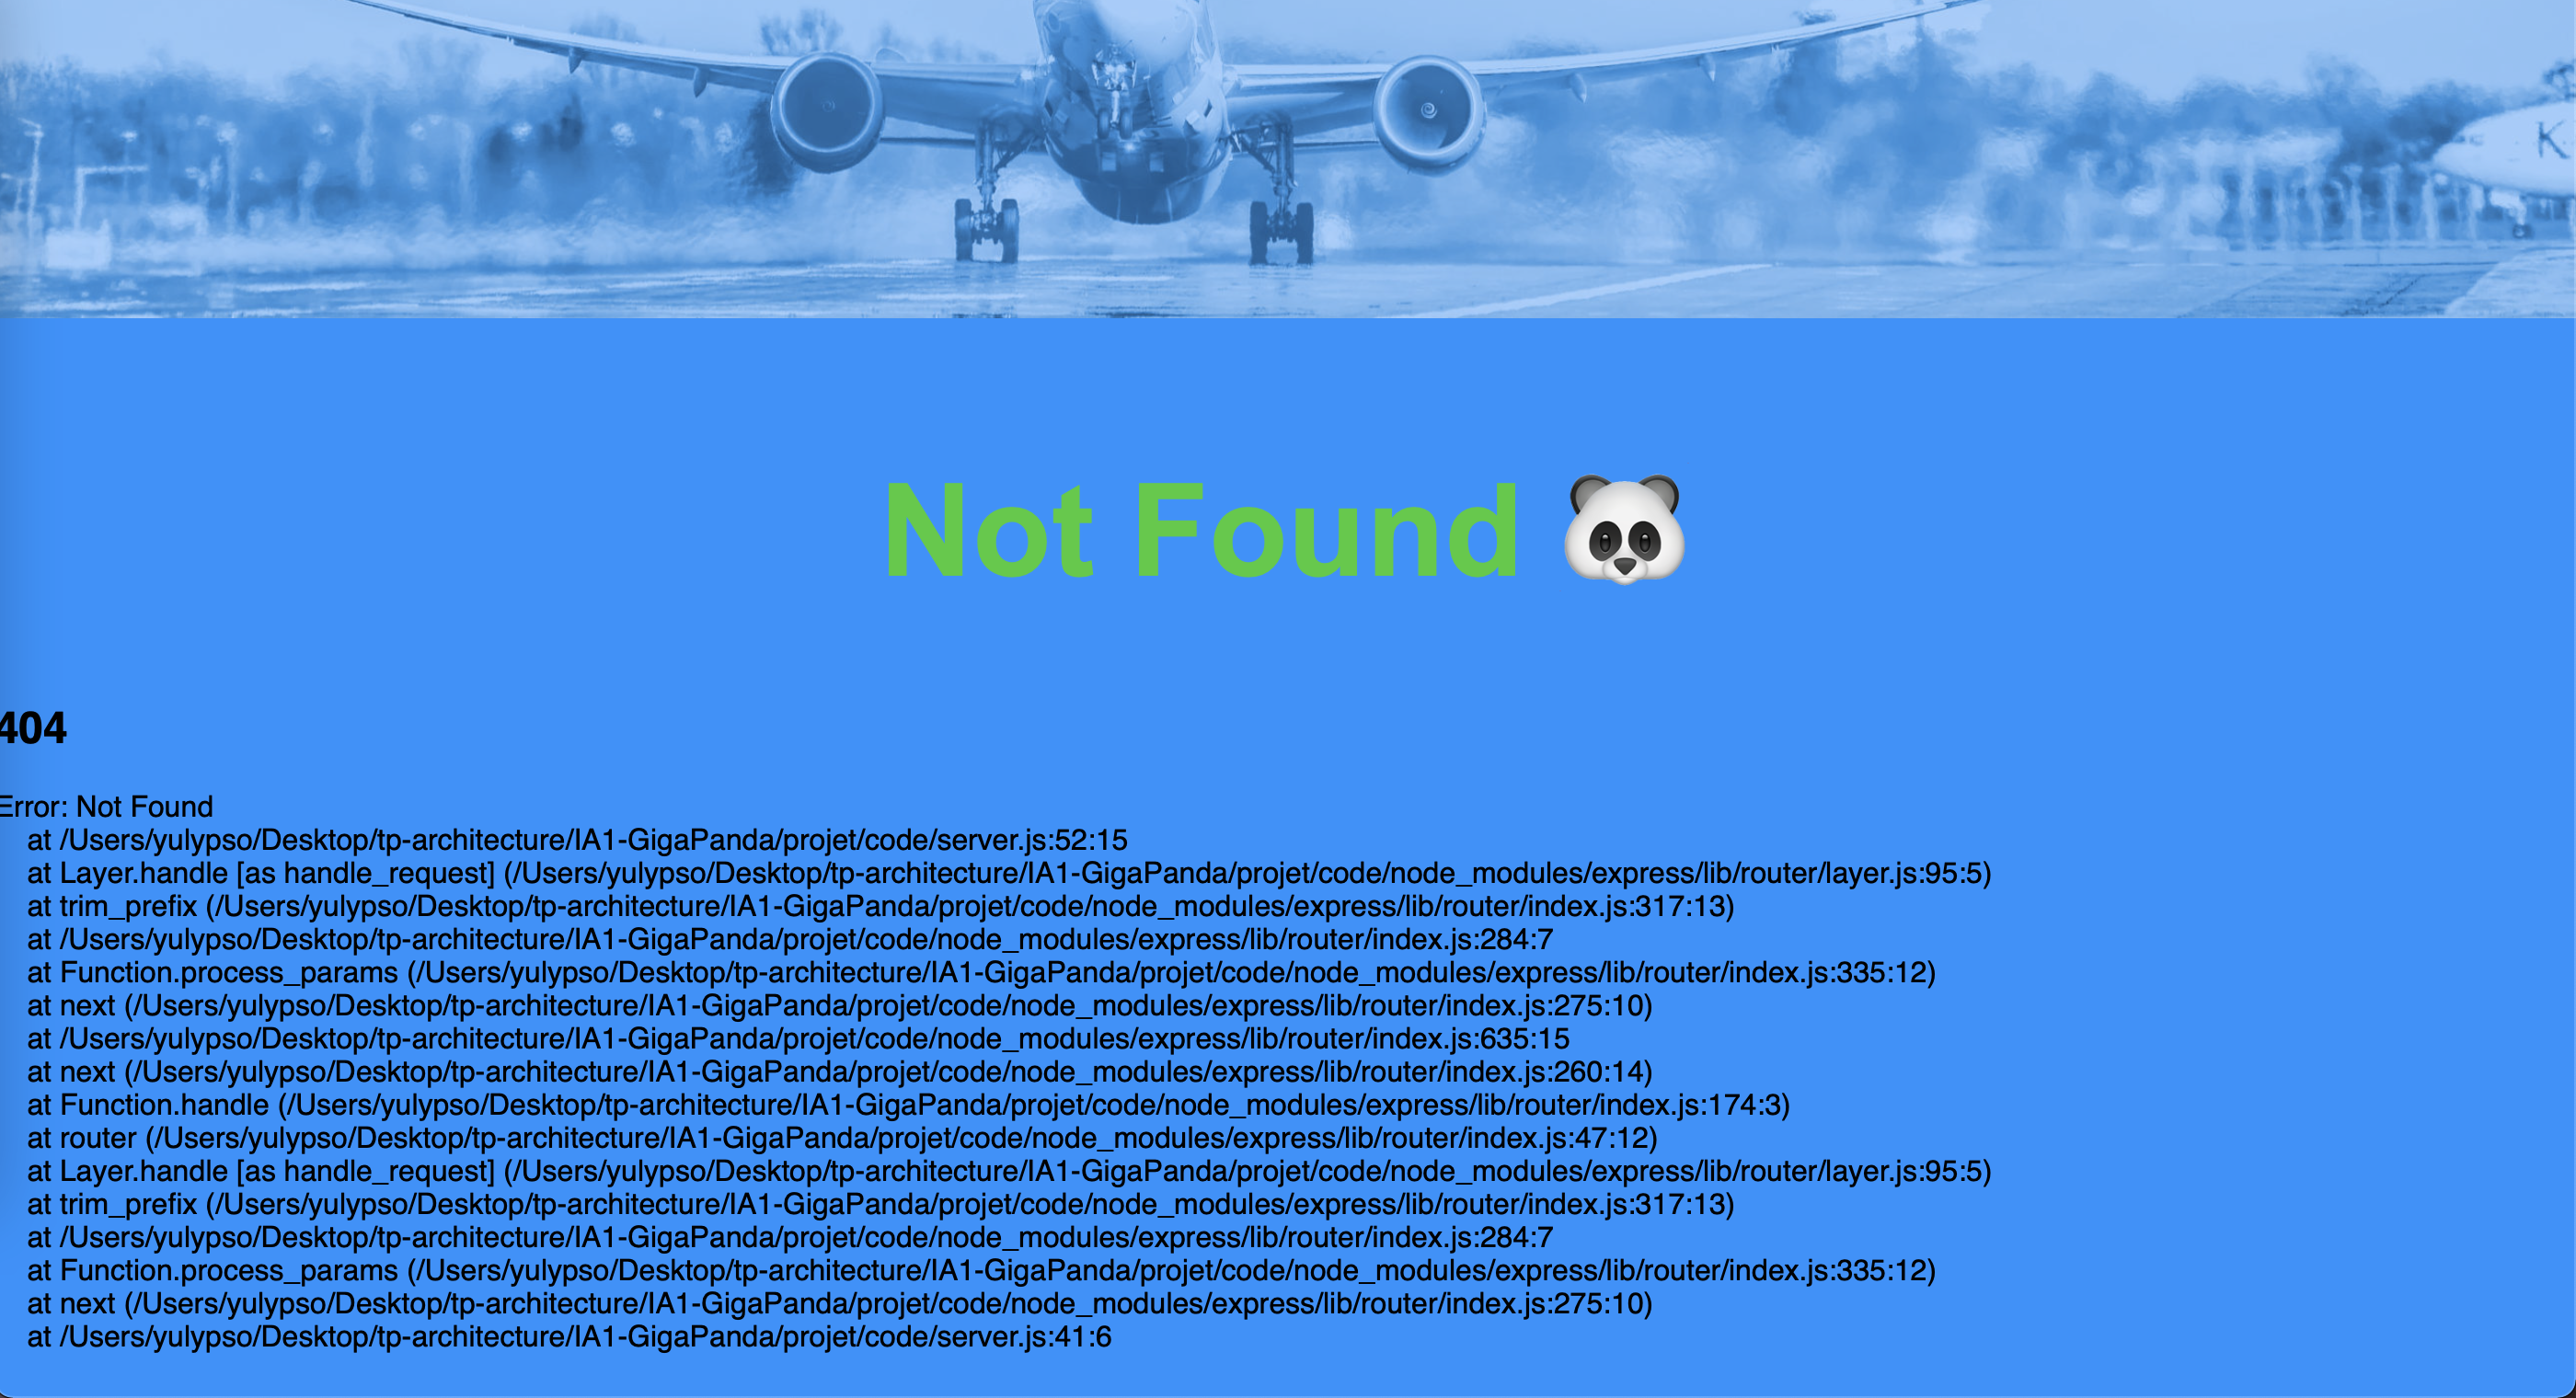 K
Not Found 🐼
404
Error: Not Found
at /Users/yulypso/Desktop/tp-architecture/IA1-GigaPanda/projet/code/server.js:52:15
at Layer.handle [as handle_request] (/Users/yulypso/Desktop/tp-architecture/IA1-GigaPanda/projet/code/node_modules/express/lib/router/layer.js:95:5)
at trim_prefix (/Users/yulypso/Desktop/tp-architecture/IA1-GigaPanda/projet/code/node_modules/express/lib/router/index.js:317:13)
at /Users/yulypso/Desktop/tp-architecture/IA1-GigaPanda/projet/code/node_modules/express/lib/router/index.js:284:7
at Function.process_params (/Users/yulypso/Desktop/tp-architecture/IA1-GigaPanda/projet/code/node_modules/express/lib/router/index.js:335:12)
at next (/Users/yulypso/Desktop/tp-architecture/IA1-GigaPanda/projet/code/node_modules/express/lib/router/index.js:275:10)
at /Users/yulypso/Desktop/tp-architecture/IA1-GigaPanda/projet/code/node_modules/express/lib/router/index.js:635:15
at next (/Users/yulypso/Desktop/tp-architecture/IA1-GigaPanda/projet/code/node_modules/express/lib/router/index.js:260:14)
at Function.handle (/Users/yulypso/Desktop/tp-architecture/IA1-GigaPanda/projet/code/node_modules/express/lib/router/index.js:174:3)
at router (/Users/yulypso/Desktop/tp-architecture/IA1-GigaPanda/projet/code/node_modules/express/lib/router/index.js:47:12)
at Layer.handle [as handle_request] (/Users/yulypso/Desktop/tp-architecture/IA1-GigaPanda/projet/code/node_modules/express/lib/router/layer.js:95:5)
at trim_prefix (/Users/yulypso/Desktop/tp-architecture/IA1-GigaPanda/projet/code/node_modules/express/lib/router/index.js:317:13)
at /Users/yulypso/Desktop/tp-architecture/IA1-GigaPanda/projet/code/node_modules/express/lib/router/index.js:284:7
at Function.process_params (/Users/yulypso/Desktop/tp-architecture/IA1-GigaPanda/projet/code/node_modules/express/lib/router/index.js:335:12)
at next (/Users/yulypso/Desktop/tp-architecture/IA1-GigaPanda/projet/code/node_modules/express/lib/router/index.js:275:10)
at /Users/yulypso/Desktop/tp-architecture/IA1-GigaPanda/projet/code/server.js:41:6